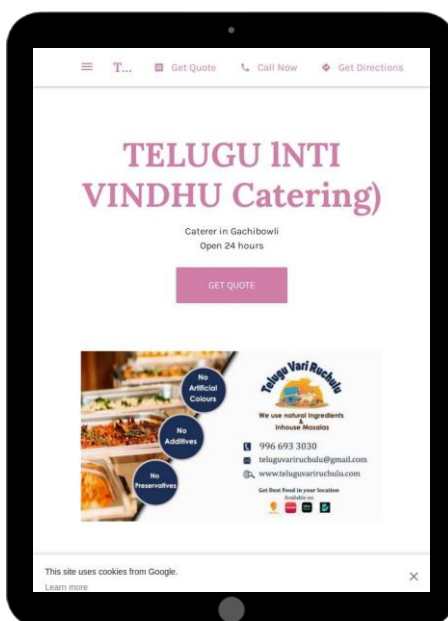 T...
Get Quote
Call Now
Get Directions
TELUGU lNTI
VINDHU Catering)
Caterer in Gachibowli
Open 24 hours
GET QUOTE
No
Artificial
Colours
No
Additives
No
Preservatives
Telugu Vari Ruchulu
We use natural Ingredients
&
Inhouse Masalas
996 693 3030
teluguvariruchulu@gmail.com
www.teluguvariruchulu.com
Get Best Food in your location
Available on
This site uses cookies from Google.
Learn more